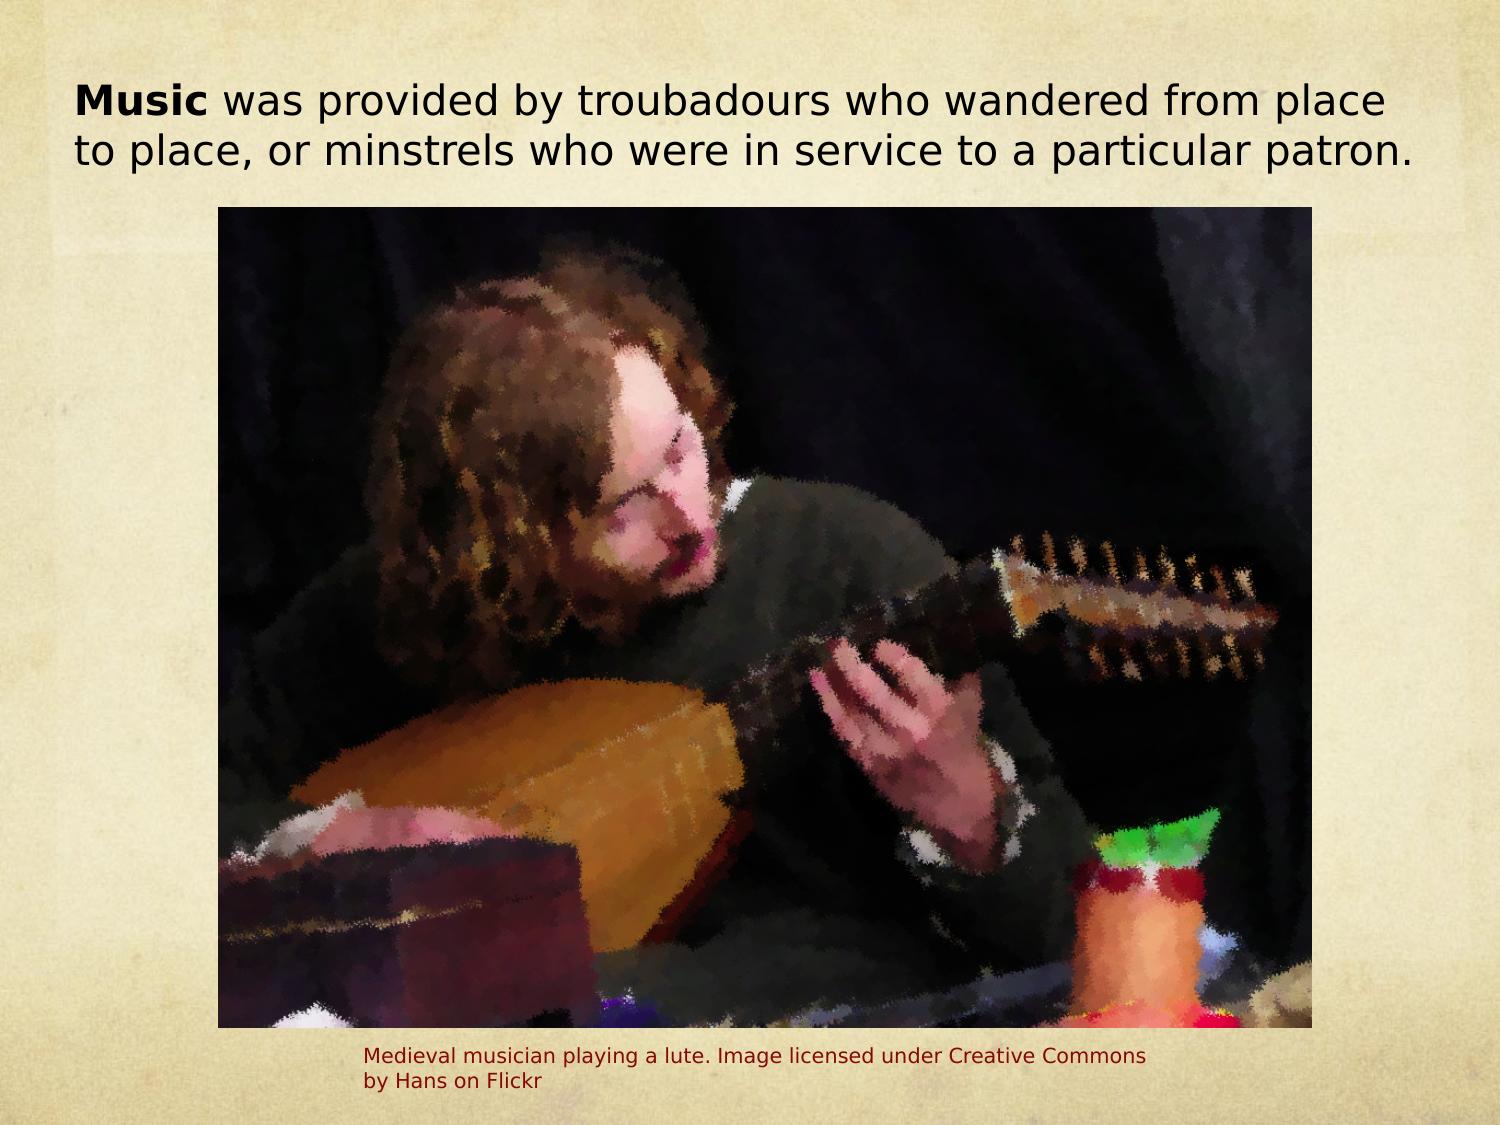 Music was provided by troubadours who wandered from place
to place, or minstrels who were in service to a particular patron.
Medieval musician playing a lute. Image licensed under Creative Commons
by Hans on Flickr